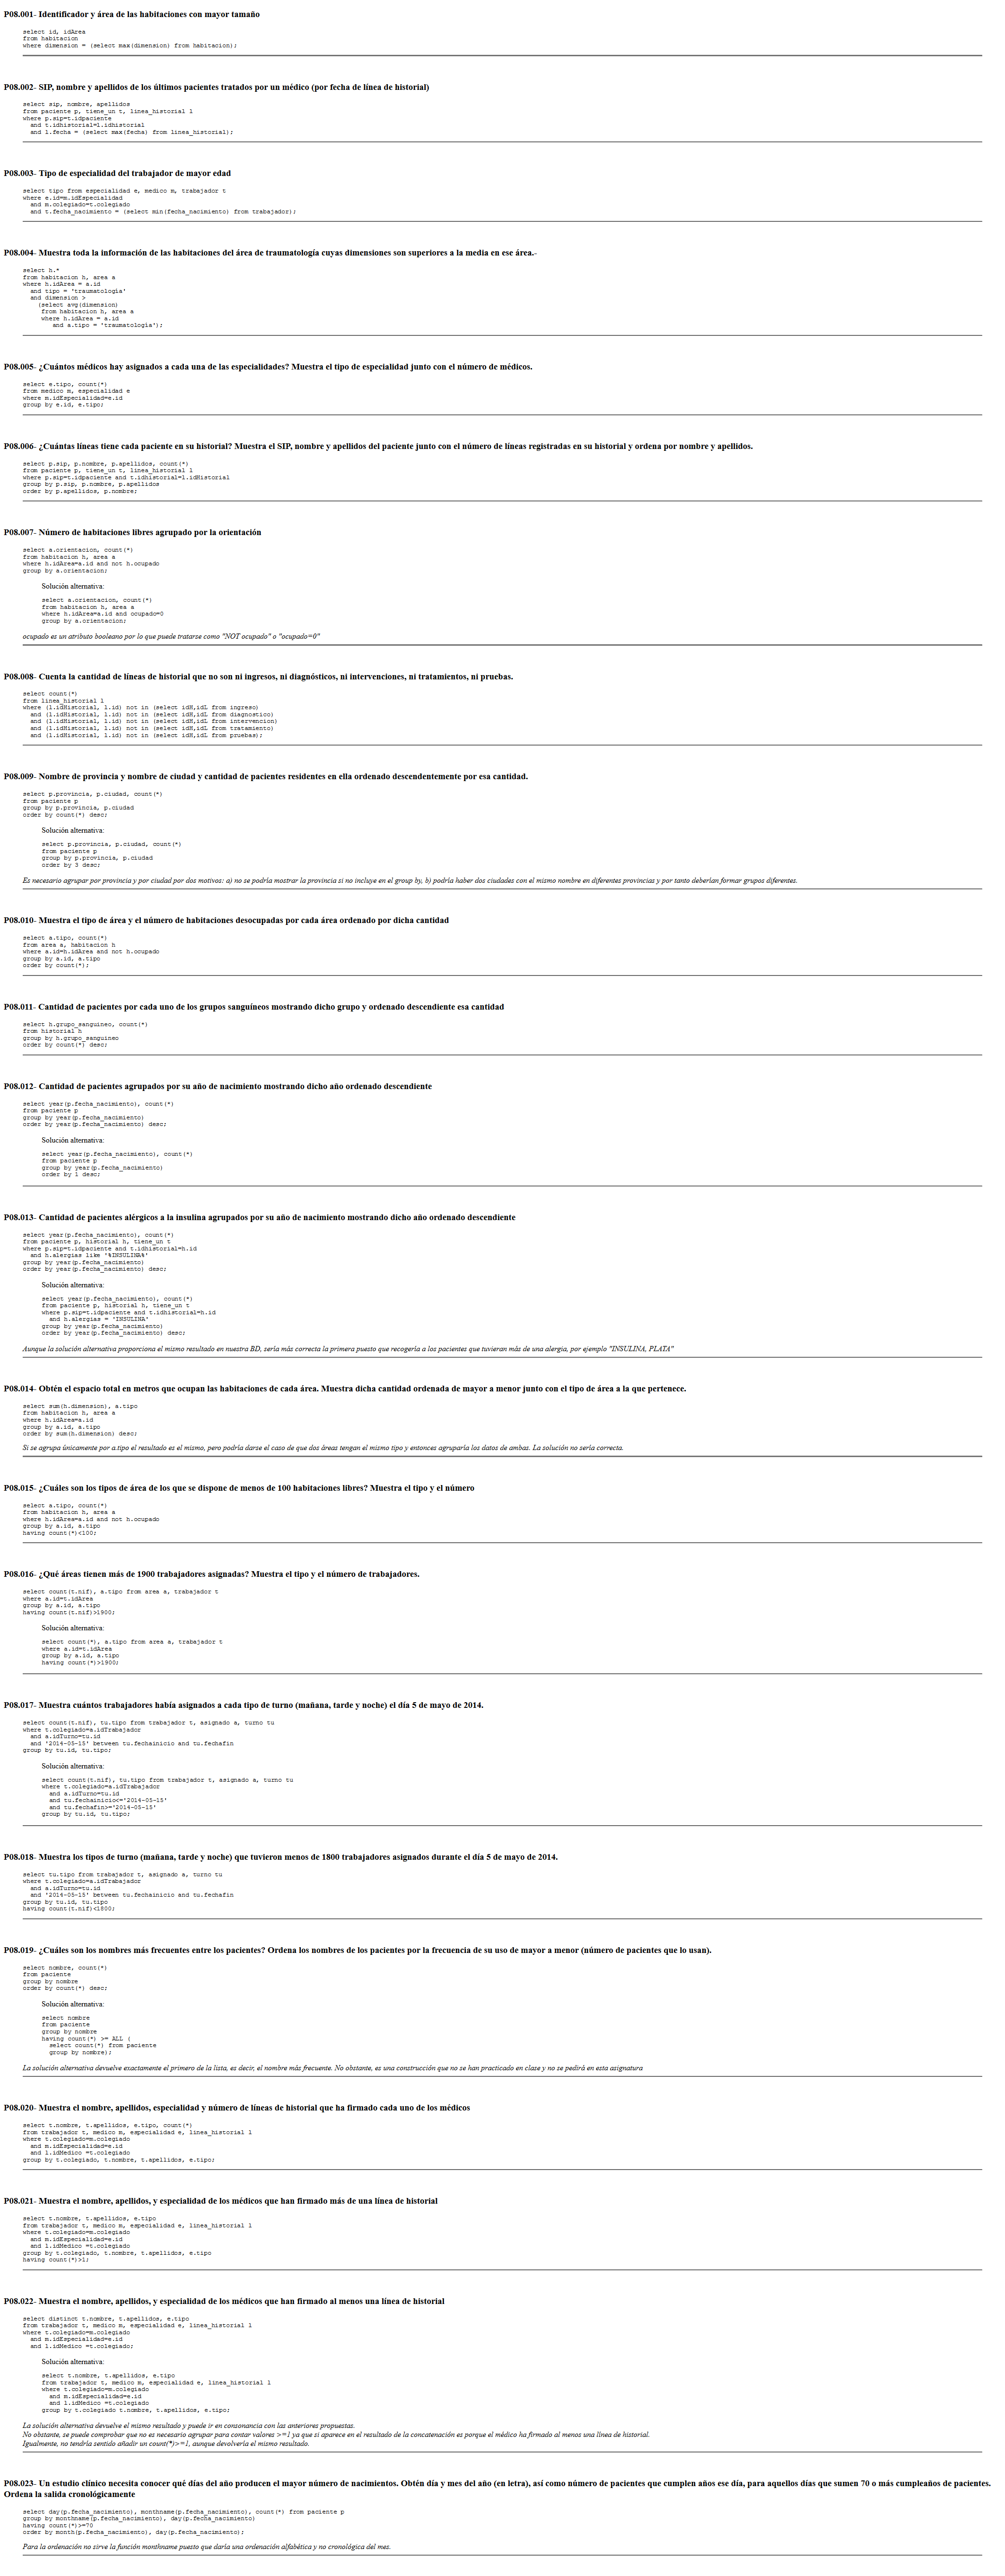 P08.001- Identificador y área de las habitaciones con mayor tamaño
select id, idArea
from habitacion
where dimension = (select max(dimension) from habitacion);
P08.002- SIP, nombre y apellidos de los últimos pacientes tratados por un médico (por fecha de línea de historial)
select sip, nombre, apellidos
from paciente p, tiene_un t, linea_historial l
where p.sip=t.idpaciente
and t.idhistorial=l.idhistorial
and l.fecha = (select max(fecha) from linea_historial);
P08.003- Tipo de especialidad del trabajador de mayor edad
select tipo from especialidad e, medico m, trabajador t
where e.id=m.idEspecialidad
and m.colegiado=t.colegiado
and t.fecha_nacimiento = (select min(fecha_nacimiento) from trabajador);
P08.004- Muestra toda la información de las habitaciones del área de traumatología cuyas dimensiones son superiores a la media en ese área.-
select h.*
from habitacion h, area a
where h.idArea = a.id
and tipo = 'traumatología'
and dimension >
(select avg(dimension)
from habitacion h, area a
where h.idArea = a.id
and a.tipo = 'traumatología');
P08.005- ¿Cuántos médicos hay asignados a cada una de las especialidades? Muestra el tipo de especialidad junto con el número de médicos.
select e.tipo, count(*)
from medico m, especialidad e
where m.idEspecialidad=e.id
group by e.id, e.tipo;
P08.006- ¿Cuántas líneas tiene cada paciente en su historial? Muestra el SIP, nombre y apellidos del paciente junto con el número de líneas registradas en su historial y ordena por nombre y apellidos.
select p.sip, p.nombre, p.apellidos, count(*)
from paciente p, tiene_un t, linea_historial l
where p.sip=t.idpaciente and t.idhistorial=l.idHistorial
group by p.sip, p.nombre, p.apellidos
order by p.apellidos, p.nombre;
P08.007- Número de habitaciones libres agrupado por la orientación
select a.orientacion, count(*)
from habitacion h, area a
where h.idArea=a.id and not h.ocupado
group by a.orientacion;
Solución alternativa:
select a.orientacion, count(*)
from habitacion h, area a
where h.idArea=a.id and ocupado=0
group by a.orientacion;
ocupado es un atributo booleano por lo que puede tratarse como "NOT ocupado" o "ocupado=0"
P08.008- Cuenta la cantidad de líneas de historial que no son ni ingresos, ni diagnósticos, ni intervenciones, ni tratamientos, ni pruebas.
select count(*)
from linea_historial l
where (l.idHistorial, l.id) not in (select idH,idL from ingreso)
and (l.idHistorial, l.id) not in (select idH,idL from diagnostico)
and (l.idHistorial, l.id) not in (select idH,idL from intervencion)
and (l.idHistorial, l.id) not in (select idH,idL from tratamiento)
and (l.idHistorial, l.id) not in (select idH,idL from pruebas);
P08.009- Nombre de provincia y nombre de ciudad y cantidad de pacientes residentes en ella ordenado descendentemente por esa cantidad.
select p.provincia, p.ciudad, count(*)
from paciente p
group by p.provincia, p.ciudad
order by count(*) desc;
Solución alternativa:
select p.provincia, p.ciudad, count(*)
from paciente p
group by p.provincia, p.ciudad
order by 3 desc;
Es necesario agrupar por provincia y por ciudad por dos motivos: a) no se podría mostrar la provincia si no incluye en el group by, b) podría haber dos ciudades con el mismo nombre en diferentes provincias y por tanto deberían formar grupos diferentes.
P08.010- Muestra el tipo de área y el número de habitaciones desocupadas por cada área ordenado por dicha cantidad
select a.tipo, count(*)
from area a, habitacion h
where a.id=h.idArea and not h.ocupado
group by a.id, a.tipo
order by count(*);
P08.011- Cantidad de pacientes por cada uno de los grupos sanguíneos mostrando dicho grupo y ordenado descendiente esa cantidad
select h.grupo_sanguineo, count(*)
from historial h
group by h.grupo_sanguineo
order by count(*) desc;
P08.012- Cantidad de pacientes agrupados por su año de nacimiento mostrando dicho año ordenado descendiente
select year(p.fecha_nacimiento), count(*)
from paciente p
group by year(p.fecha_nacimiento)
order by year(p.fecha_nacimiento) desc;
Solución alternativa:
select year(p.fecha_nacimiento), count(*)
from paciente p
group by year(p.fecha_nacimiento)
order by 1 desc;
P08.013- Cantidad de pacientes alérgicos a la insulina agrupados por su año de nacimiento mostrando dicho año ordenado descendiente
select year(p.fecha_nacimiento), count(*)
from paciente p, historial h, tiene_un t
where p.sip=t.idpaciente and t.idhistorial=h.id
and h.alergias like '%INSULINA%'
group by year(p.fecha_nacimiento)
order by year(p.fecha_nacimiento) desc;
Solución alternativa:
select year(p.fecha_nacimiento), count(*)
from paciente p, historial h, tiene_un t
where p.sip=t.idpaciente and t.idhistorial=h.id
and h.alergias = 'INSULINA'
group by year(p.fecha_nacimiento)
order by year(p.fecha_nacimiento) desc;
Aunque la solución alternativa proporciona el mismo resultado en nuestra BD, sería más correcta la primera puesto que recogería a los pacientes que tuvieran más de una alergia, por ejemplo "INSULINA, PLATA"
P08.014- Obtén el espacio total en metros que ocupan las habitaciones de cada área. Muestra dicha cantidad ordenada de mayor a menor junto con el tipo de área a la que pertenece.
select sum(h.dimension), a.tipo
from habitacion h, area a
where h.idArea=a.id
group by a.id, a.tipo
order by sum(h.dimension) desc;
Si se agrupa únicamente por a.tipo el resultado es el mismo, pero podría darse el caso de que dos áreas tengan el mismo tipo y entonces agruparía los datos de ambas. La solución no sería correcta.
P08.015- ¿Cuáles son los tipos de área de los que se dispone de menos de 100 habitaciones libres? Muestra el tipo y el número
select a.tipo, count(*)
from habitacion h, area a
where h.idArea=a.id and not h.ocupado
group by a.id, a.tipo
having count(*)<100;
P08.016- ¿Qué áreas tienen más de 1900 trabajadores asignadas? Muestra el tipo y el número de trabajadores.
select count(t.nif), a.tipo from area a, trabajador t
where a.id=t.idArea
group by a.id, a.tipo
having count(t.nif)>1900;
Solución alternativa:
select count(*), a.tipo from area a, trabajador t
where a.id=t.idArea
group by a.id, a.tipo
having count(*)>1900;
P08.017- Muestra cuántos trabajadores había asignados a cada tipo de turno (mañana, tarde y noche) el día 5 de mayo de 2014.
select count(t.nif), tu.tipo from trabajador t, asignado a, turno tu
where t.colegiado=a.idTrabajador
and a.idTurno=tu.id
and '2014-05-15' between tu.fechainicio and tu.fechafin
group by tu.id, tu.tipo;
Solución alternativa:
select count(t.nif), tu.tipo from trabajador t, asignado a, turno tu
where t.colegiado=a.idTrabajador
and a.idTurno=tu.id
and tu.fechainicio<='2014-05-15'
and tu.fechafin>='2014-05-15'
group by tu.id, tu.tipo;
P08.018- Muestra los tipos de turno (mañana, tarde y noche) que tuvieron menos de 1800 trabajadores asignados durante el día 5 de mayo de 2014.
select tu.tipo from trabajador t, asignado a, turno tu
where t.colegiado=a.idTrabajador
and a.idTurno=tu.id
and '2014-05-15' between tu.fechainicio and tu.fechafin
group by tu.id, tu.tipo
having count(t.nif)<1800;
P08.019- ¿Cuáles son los nombres más frecuentes entre los pacientes? Ordena los nombres de los pacientes por la frecuencia de su uso de mayor a menor (número de pacientes que lo usan).
select nombre, count(*)
from paciente
group by nombre
order by count(*) desc;
Solución alternativa:
select nombre
from paciente
group by nombre
having count(*) >= ALL (
select count(*) from paciente
group by nombre);
La solución alternativa devuelve exactamente el primero de la lista, es decir, el nombre más frecuente. No obstante, es una construcción que no se han practicado en clase y no se pedirá en esta asignatura
P08.020- Muestra el nombre, apellidos, especialidad y número de líneas de historial que ha firmado cada uno de los médicos
select t.nombre, t.apellidos, e.tipo, count(*)
from trabajador t, medico m, especialidad e, linea_historial l
where t.colegiado=m.colegiado
and m.idEspecialidad=e.id
and l.idMedico =t.colegiado
group by t.colegiado, t.nombre, t.apellidos, e.tipo;
P08.021- Muestra el nombre, apellidos, y especialidad de los médicos que han firmado más de una línea de historial
select t.nombre, t.apellidos, e.tipo
from trabajador t, medico m, especialidad e, linea_historial l
where t.colegiado=m.colegiado
and m.idEspecialidad=e.id
and l.idMedico =t.colegiado
group by t.colegiado, t.nombre, t.apellidos, e.tipo
having count(*)>1;
P08.022- Muestra el nombre, apellidos, y especialidad de los médicos que han firmado al menos una línea de historial
select distinct t.nombre, t.apellidos, e.tipo
from trabajador t, medico m, especialidad e, linea_historial l
where t.colegiado=m.colegiado
and m.idEspecialidad=e.id
and l.idMedico =t.colegiado;
Solución alternativa:
select t.nombre, t.apellidos, e.tipo
from trabajador t, medico m, especialidad e, linea_historial l
where t.colegiado=m.colegiado
and m.idEspecialidad=e.id
and l.idMedico =t.colegiado
group by t.colegiado t.nombre, t.apellidos, e.tipo;
La solución alternativa devuelve el mismo resultado y puede ir en consonancia con las anteriores propuestas.
No obstante, se puede comprobar que no es necesario agrupar para contar valores >=1 ya que si aparece en el resultado de la concatenación es porque el médico ha firmado al menos una línea de historial.
Igualmente, no tendría sentido añadir un count(*)>=1, aunque devolvería el mismo resultado.
P08.023- Un estudio clínico necesita conocer qué días del año producen el mayor número de nacimientos. Obtén día y mes del año (en letra), así como número de pacientes que cumplen años ese día, para aquellos días que sumen 70 o más cumpleaños de pacientes.
Ordena la salida cronológicamente
select day(p.fecha_nacimiento), monthname(p.fecha_nacimiento), count(*) from paciente p
group by monthname(p.fecha_nacimiento), day(p.fecha_nacimiento)
having count(*)>=70
order by month(p.fecha_nacimiento), day(p.fecha_nacimiento);
Para la ordenación no sirve la función monthname puesto que daría una ordenación alfabética y no cronológica del mes.